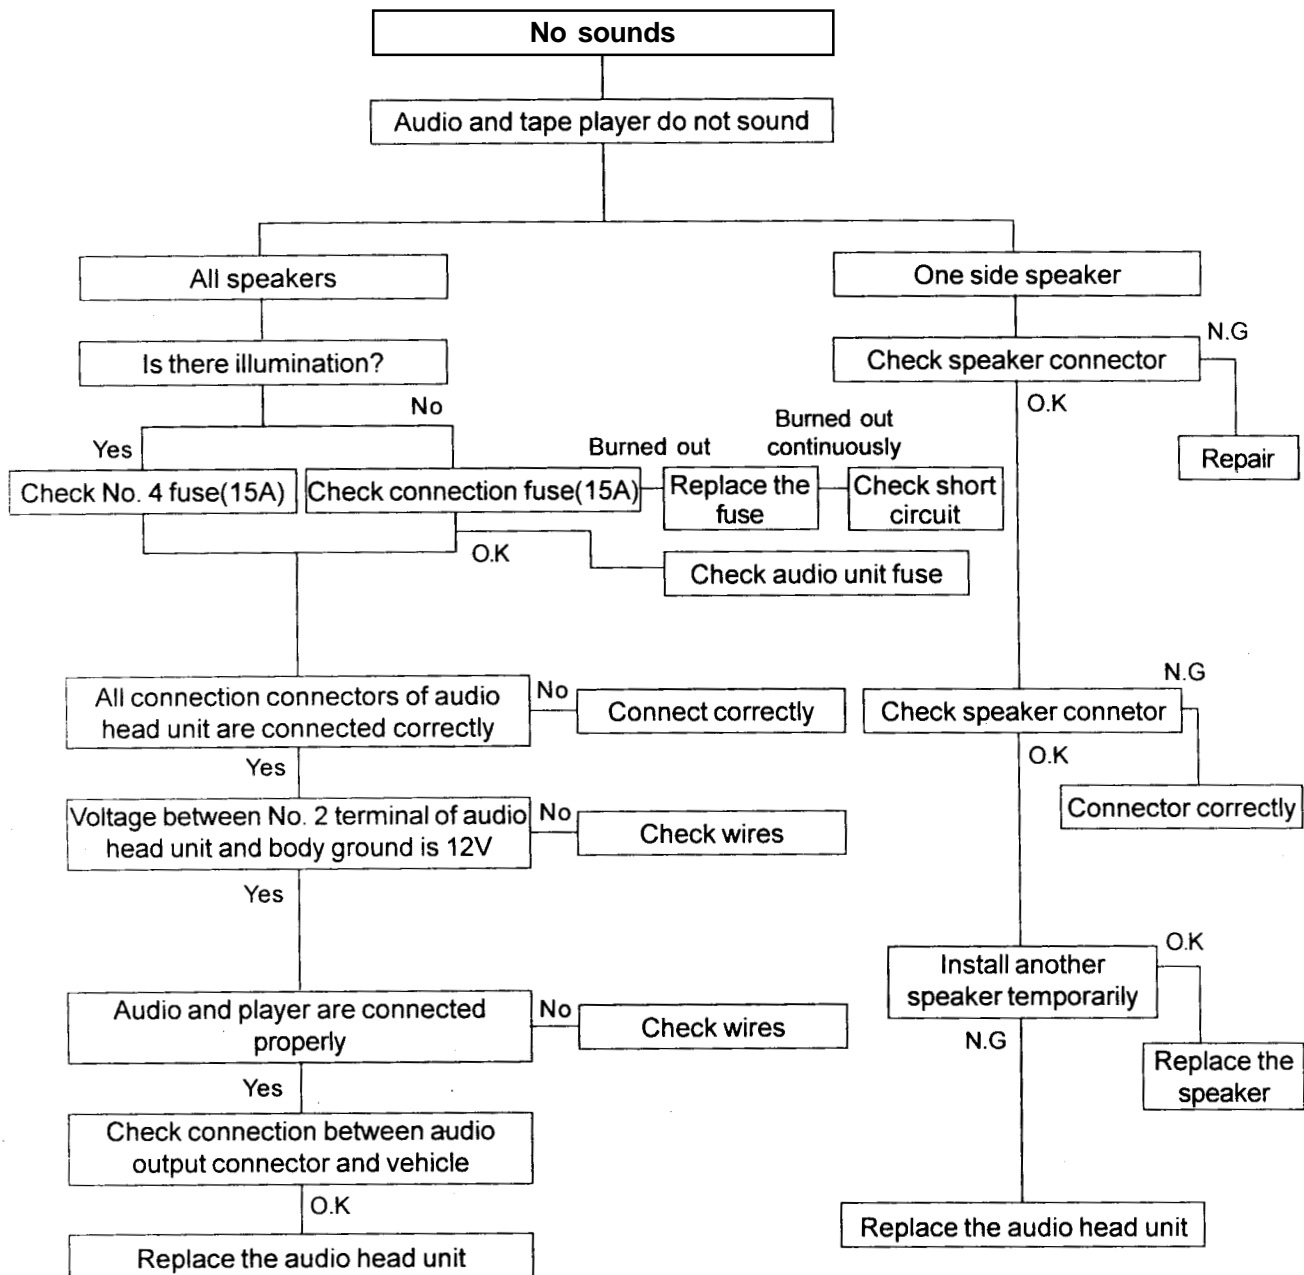 No sounds
Audio and tape player do not sound
All speakers
One side speaker
Is there illumination?
N.G
Check speaker connector
No
O.K
Yes
Burned out
Burned out
continuously
Repair
Check No. 4 fuse(15A)
Check connection fuse(15A)
Replace the
fuse
Check short
circuit
O.K
Check audio unit fuse
All connection connectors of audio
head unit are connected correctly
No
Connect correctly
N.G
Check speaker connetor
Yes
O.K
Voltage between No. 2 terminal of audio
head unit and body ground is 12V
No
Check wires
Connector correctly
Yes
O.K
Install another
speaker temporarily
Audio and player are connected
properly
No
Check wires
N.G
Replace the
speaker
Yes
Check connection between audio
output connector and vehicle
O.K
Replace the audio head unit
Replace the audio head unit